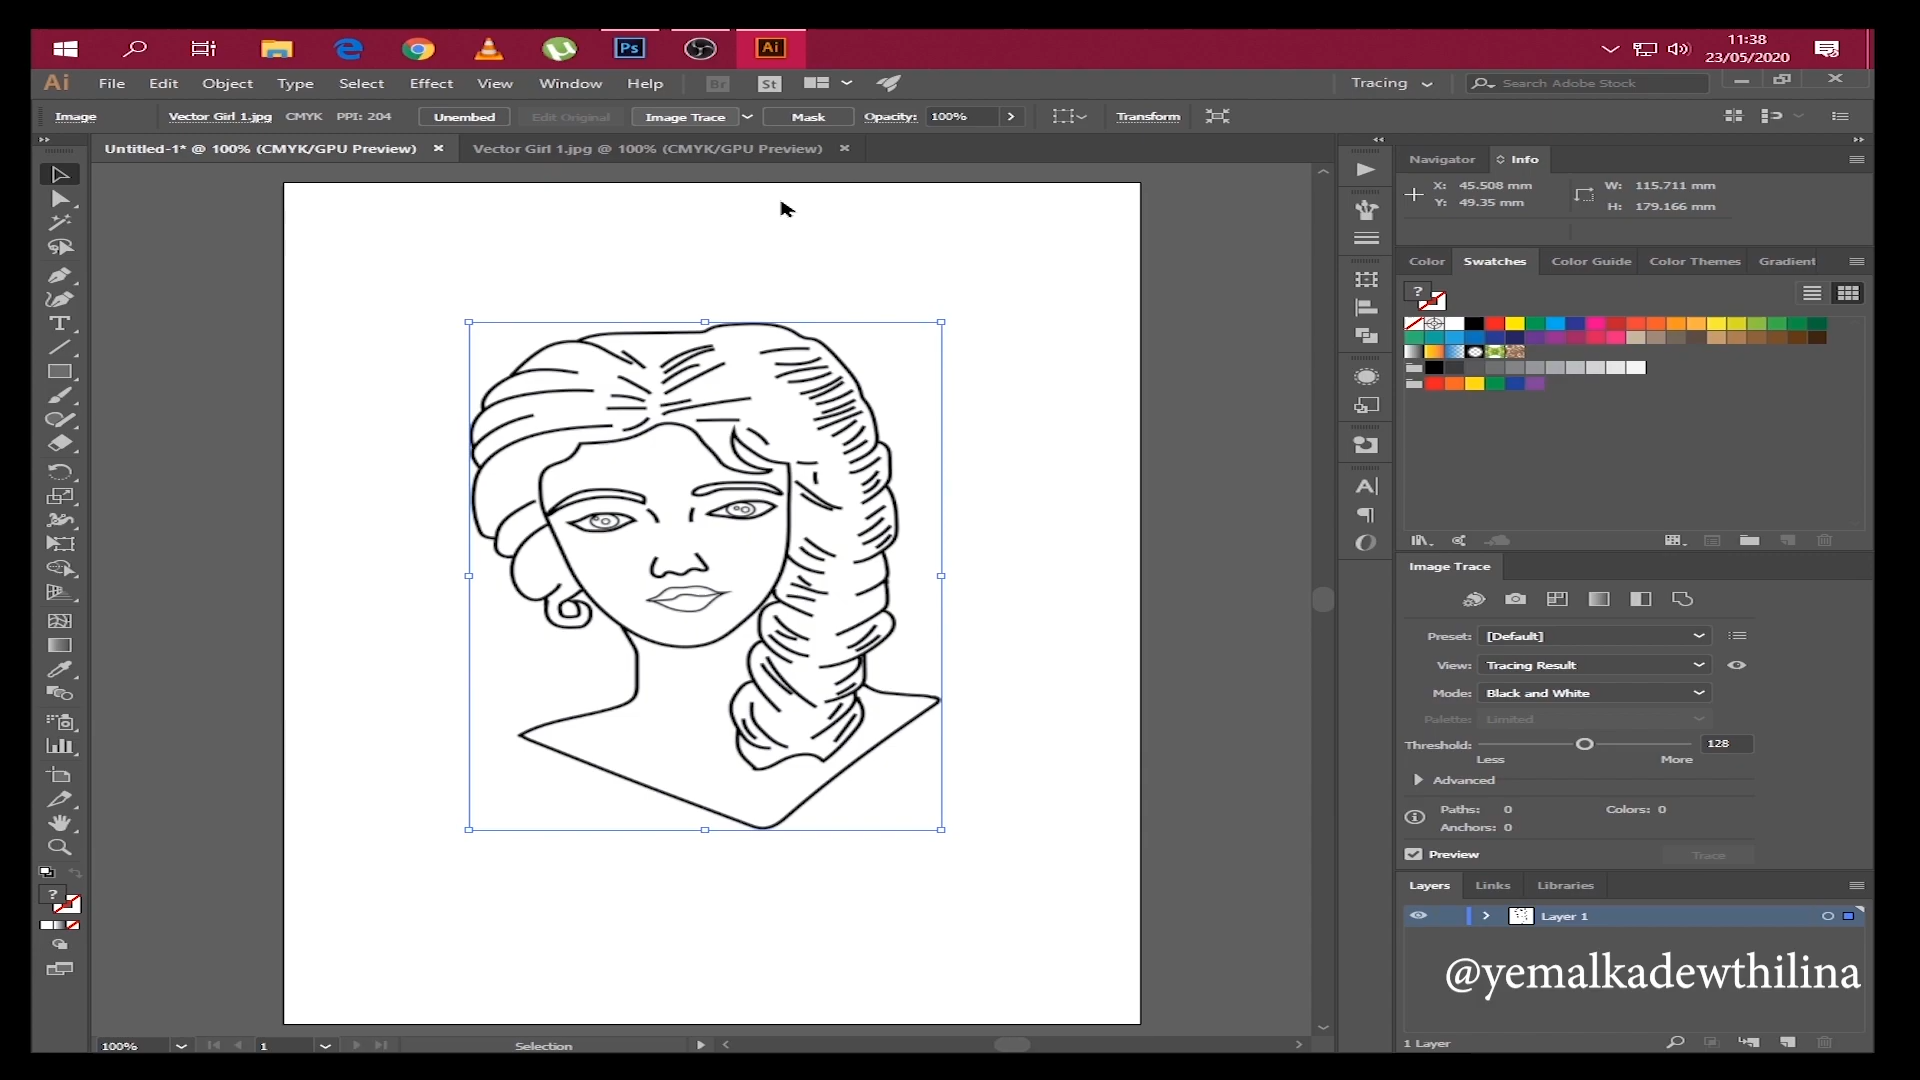 Ps
Ai
11:38
23/05/2020
Ai File Edit Object Type Select Effect View Window Help Br St Tracing Search Adobe Stock
Image Vector Girl 1.jpg CMYK PPI: 204 Unembed Edit Original Image Trace Mask Opacity: 100% Transform
Untitled-1* @ 100% (CMYK/GPU Preview) Vector Girl 1.jpg @ 100% (CMYK/GPU Preview)
Navigator Info
X: 45.508 mm W: 115.711 mm
Y: 49.35 mm H: 179.166 mm
Color Swatches Color Guide Color Themes Gradient
Image Trace
Preset: [Default]
View: Tracing Result
Mode: Black and White
Palette: Limited
Threshold: 128
Less More
Advanced
Paths: 0 Colors: 0
Anchors: 0
Preview Trace
Layers Links Libraries
Layer 1
@yemalkadewthilina
100% 1 Selection 1 Layer